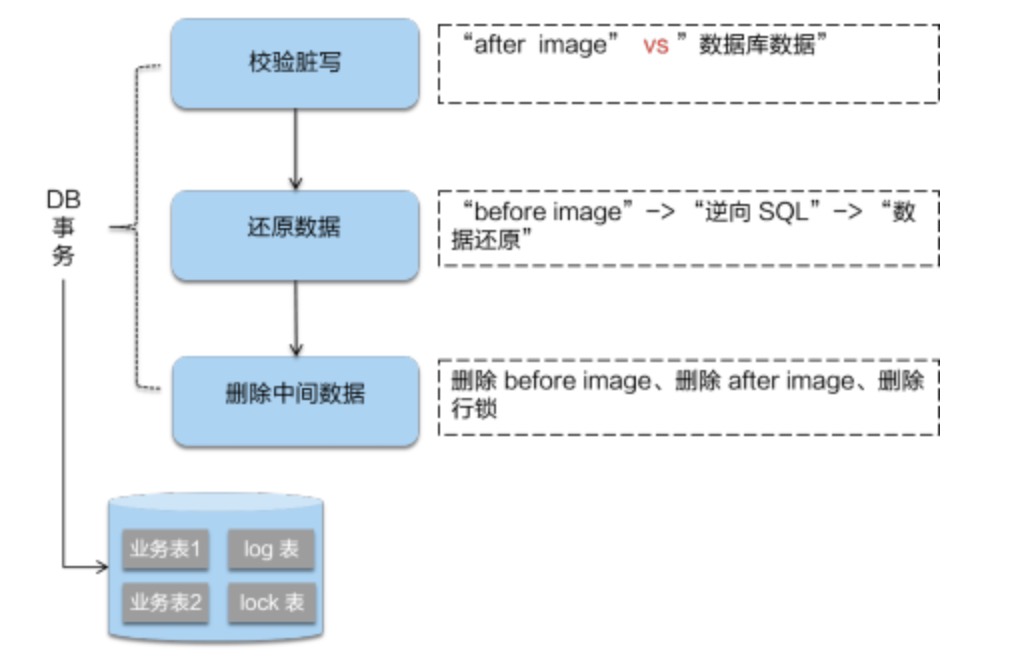 校验脏写
“after image” vs ”数据库数据”
DB
事
务
还原数据
“before image”–> “逆向 SQL”–> “数
据还原”
删除中间数据
删除 before image、删除 after image、删除
行锁
业务表1
log 表
业务表2
lock 表